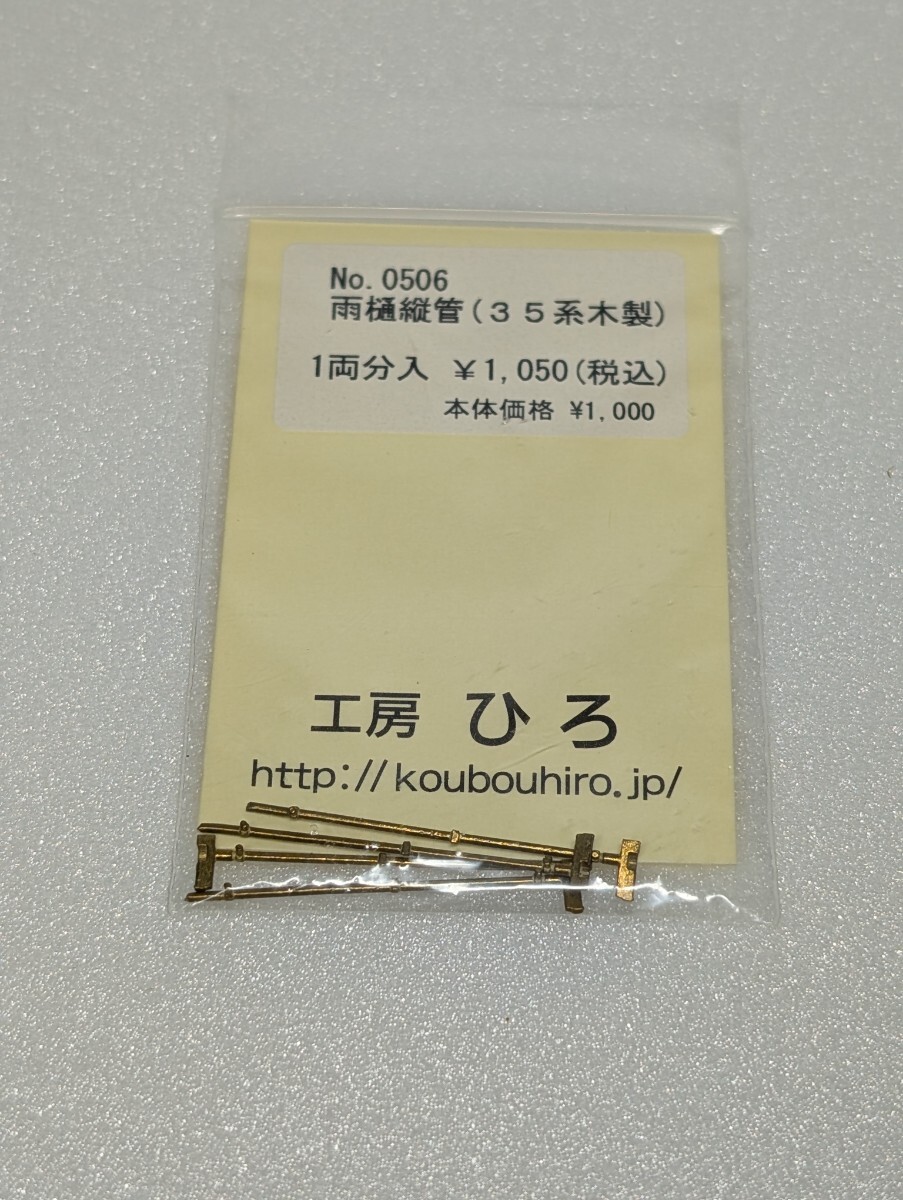 No.0506
雨樋縦管(35系木製)
1両分入 ¥1,050(税込)
本体価格 ¥1,000
工房 ひろ
http://koubouhiro.jp/